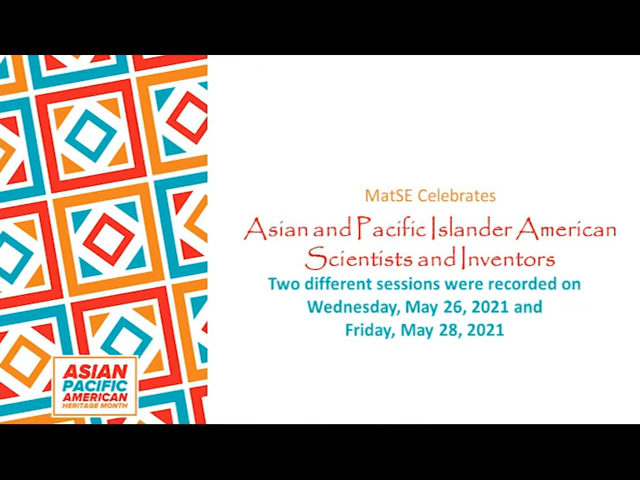 MatSE Celebrates
Asian and Pacific Islander American
Scientists and Inventors
Two different sessions were recorded on
Wednesday, May 26, 2021 and
Friday, May 28, 2021
ASIAN
PACIFIC
AMERICAN
HERITAGE MONTH